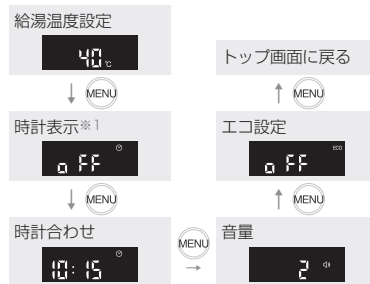 給湯温度設定
40℃
MENU
時計表示※1
oFF
MENU
時計合わせ
10:15
MENU
音量
2
MENU
エコ設定
ECO
oFF
MENU
トップ画面に戻る